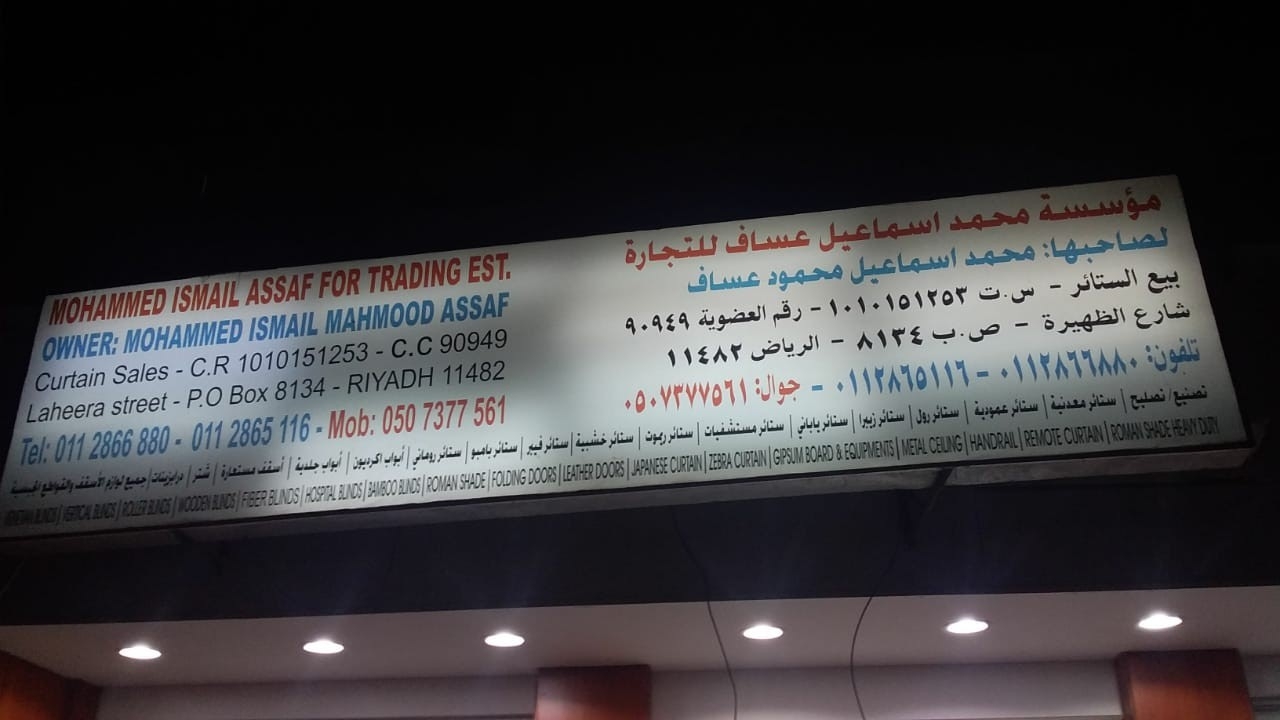 مؤسسة محمد اسماعيل عساف للتجارة
لصاحبها: محمد اسماعيل محمود عساف
بيع الستائر - س.ت ١٠١٠١٥١٢٥٣ - رقم العضوية ٩٠٩٤٩
شارع الظهيرة - ص.ب ٨١٣٤ - الرياض ١١٤٨٢
تلفون: ٠١١٢٨٦٦٨٨٠ - ٠١١٢٨٦٥١١٦ - جوال: ٠٥٠٧٣٧٧٥٦١
MOHAMMED ISMAIL ASSAF FOR TRADING EST.
OWNER: MOHAMMED ISMAIL MAHMOOD ASSAF
Curtain Sales - C.R 1010151253 - C.C 90949
Laheera street - P.O Box 8134 - RIYADH 11482
Tel: 011 2866 880 - 011 2865 116 - Mob: 050 7377 561
تصنيع/ تصليح | ستائر معدنية | ستائر عمودية | ستائر رول | ستائر زيبرا | ستائر ياباني | ستائر مستشفيات | ستائر ريموت | ستائر خشبية | ستائر فيبر | ستائر بامبو | ستائر روماني | أبواب اكرديون | أبواب جلدية | أسقف مستعارة | شتر | درابزينات | جميع لوازم الأسقف والقواطع الجبسية
VENETIAN BLINDS | VERTICAL BLINDS | ROLLER BLINDS | WOODEN BLINDS | FIBER BLINDS | HOSPITAL BLINDS | BAMBOO BLINDS | ROMAN SHADE | FOLDING DOORS | LEATHER DOORS | JAPANESE CURTAIN | ZEBRA CURTAIN | GIPSUM BOARD & EQUIPMENTS | METAL CEILING | HANDRAIL | REMOTE CURTAIN | ROMAN SHADE HEAVY DUTY